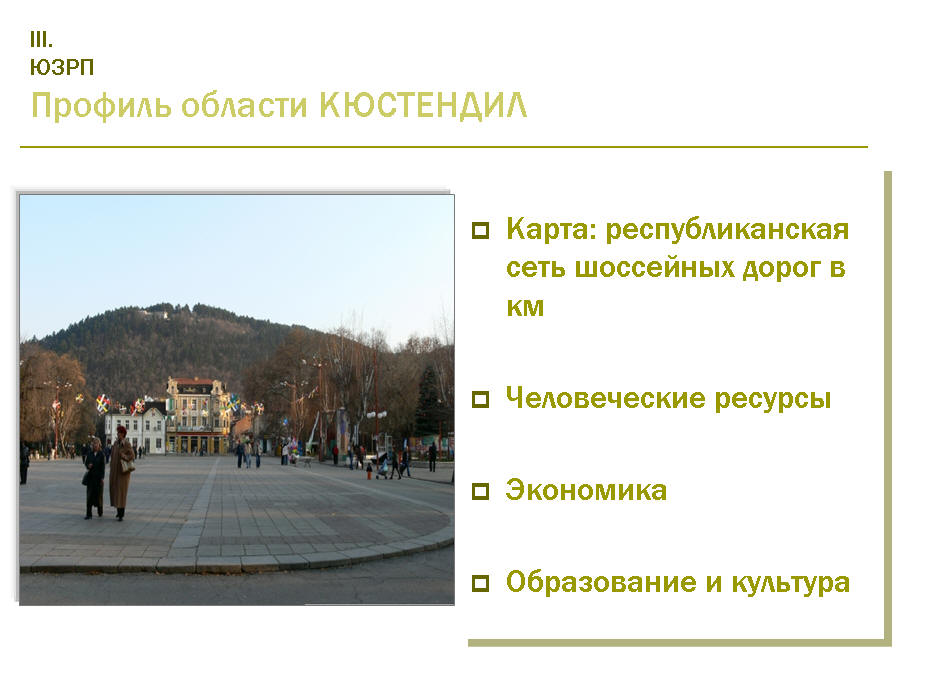 III.
ЮЗРП
Профиль области КЮСТЕНДИЛ
Карта: республиканская
сеть шоссейных дорог в
км
Человеческие ресурсы
Экономика
Образование и культура